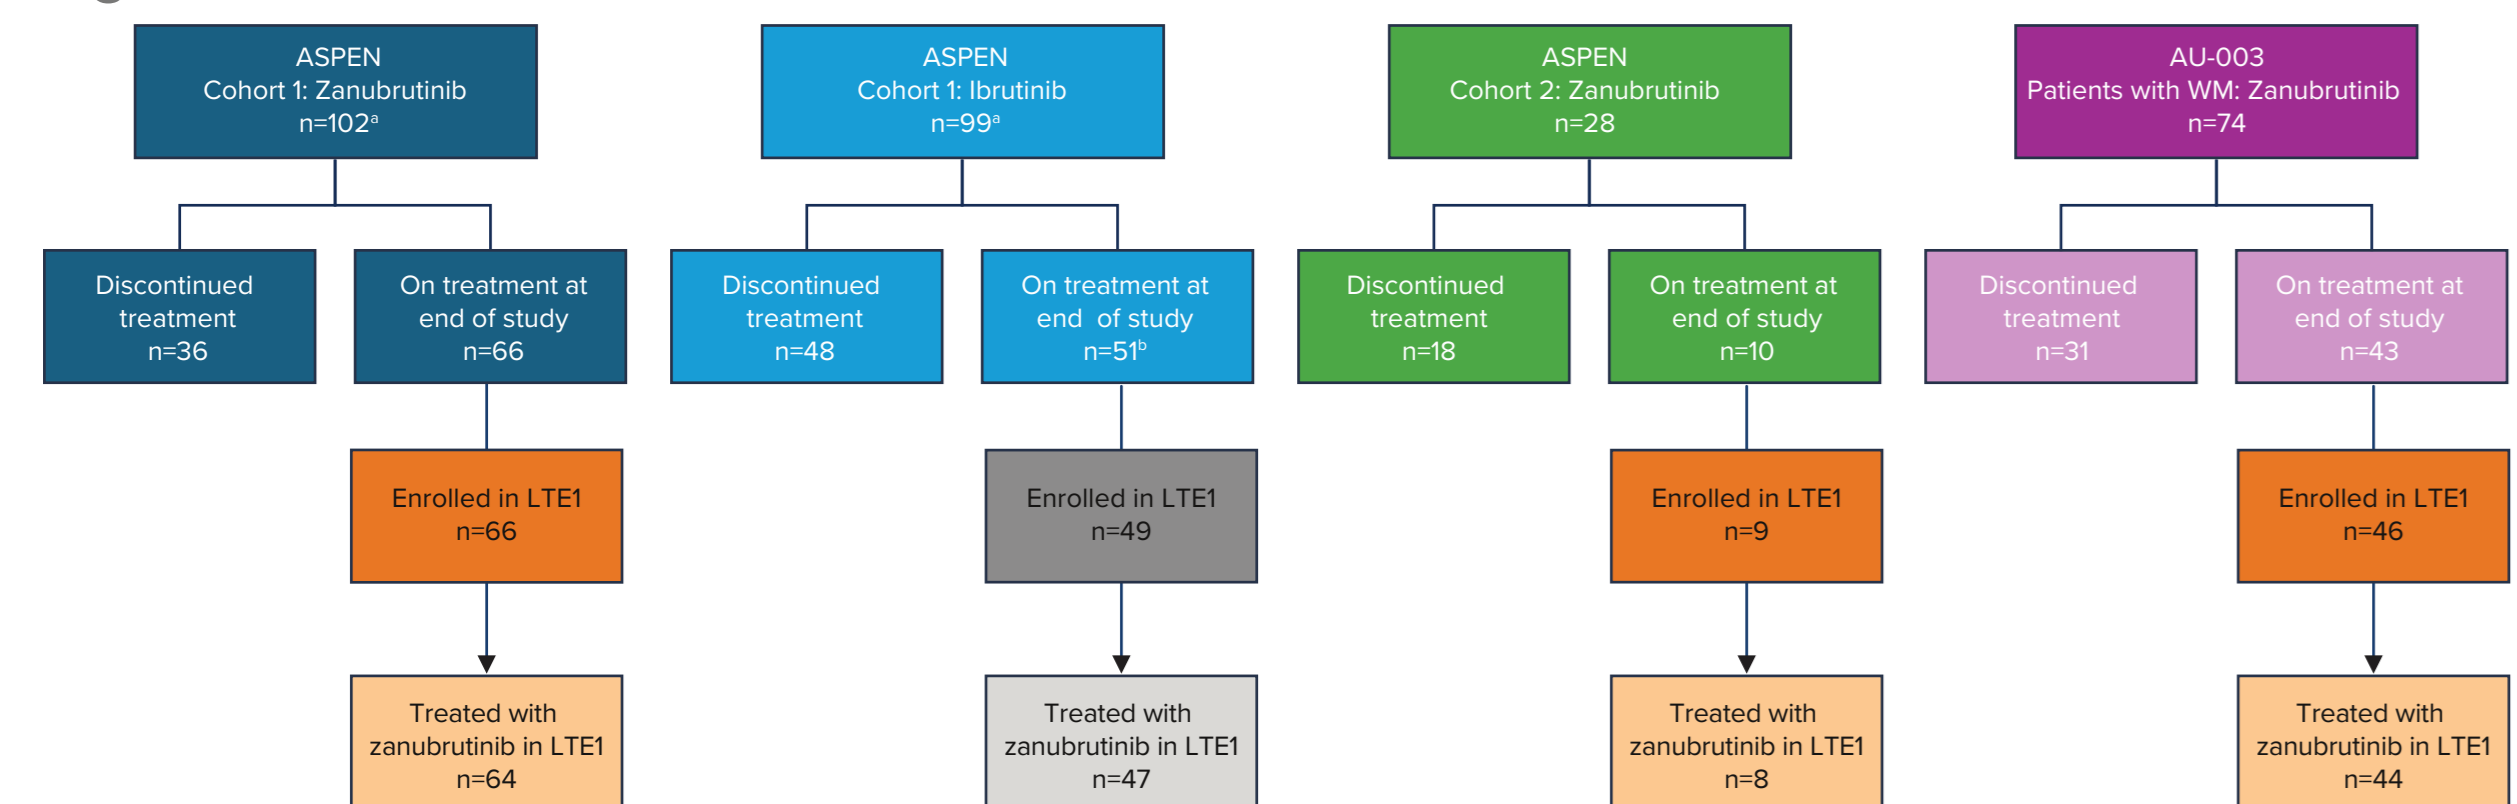 ASPEN
Cohort 1: Zanubrutinib
n=102ᵃ
ASPEN
Cohort 1: Ibrutinib
n=99ᵃ
ASPEN
Cohort 2: Zanubrutinib
n=28
AU-003
Patients with WM: Zanubrutinib
n=74
Discontinued
treatment
n=36
On treatment at
end of study
n=66
Discontinued
treatment
n=48
On treatment at
end of study
n=51ᵇ
Discontinued
treatment
n=18
On treatment at
end of study
n=10
Discontinued
treatment
n=31
On treatment at
end of study
n=43
Enrolled in LTE1
n=66
Enrolled in LTE1
n=49
Enrolled in LTE1
n=9
Enrolled in LTE1
n=46
Treated with
zanubrutinib in LTE1
n=64
Treated with
zanubrutinib in LTE1
n=47
Treated with
zanubrutinib in LTE1
n=8
Treated with
zanubrutinib in LTE1
n=44